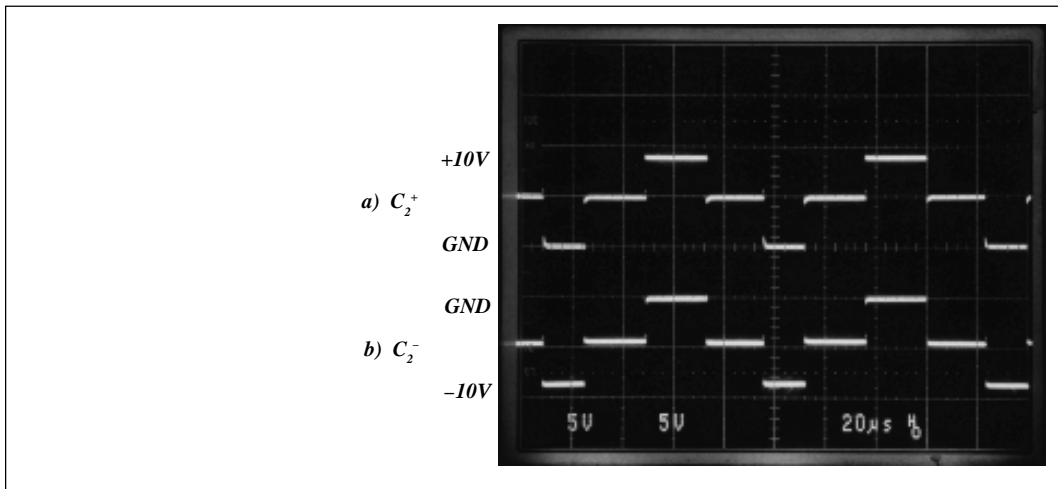 +10V
a) C₂⁺
GND
GND
b) C₂⁻
–10V
5V 5V 20µs